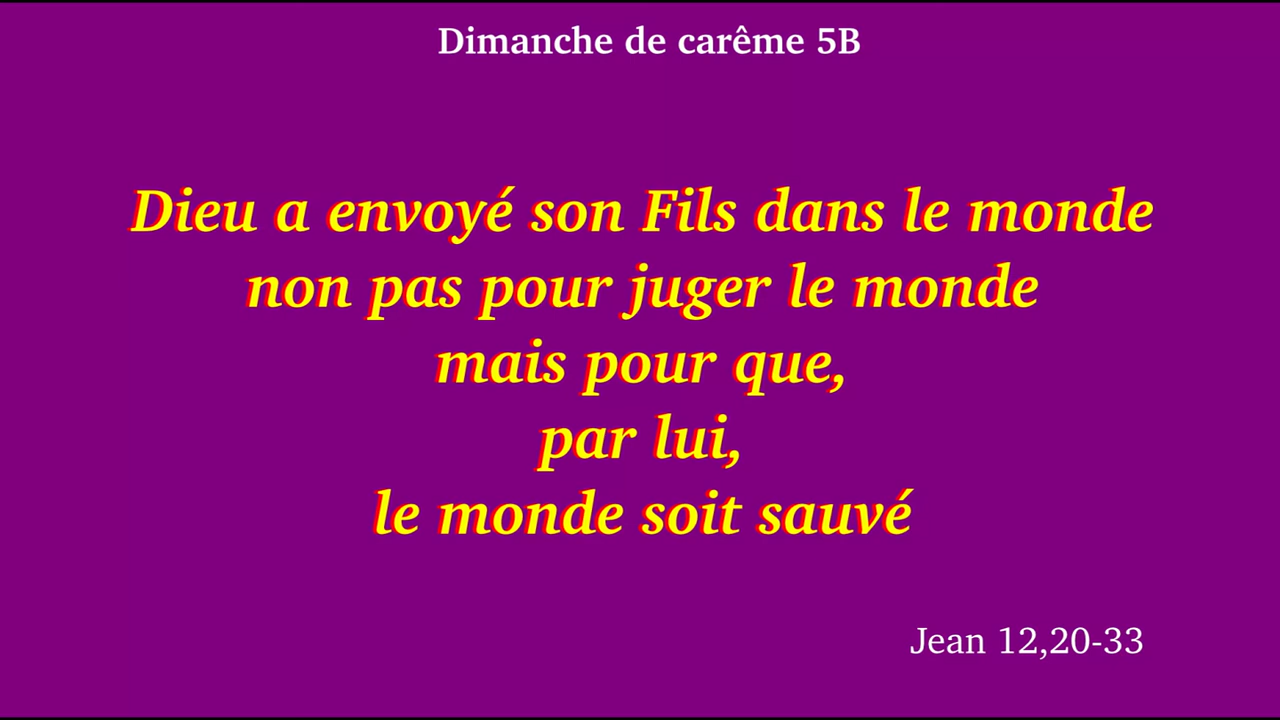 Dimanche de carême 5B
Dieu a envoyé son Fils dans le monde
non pas pour juger le monde
mais pour que,
par lui,
le monde soit sauvé
Jean 12,20-33